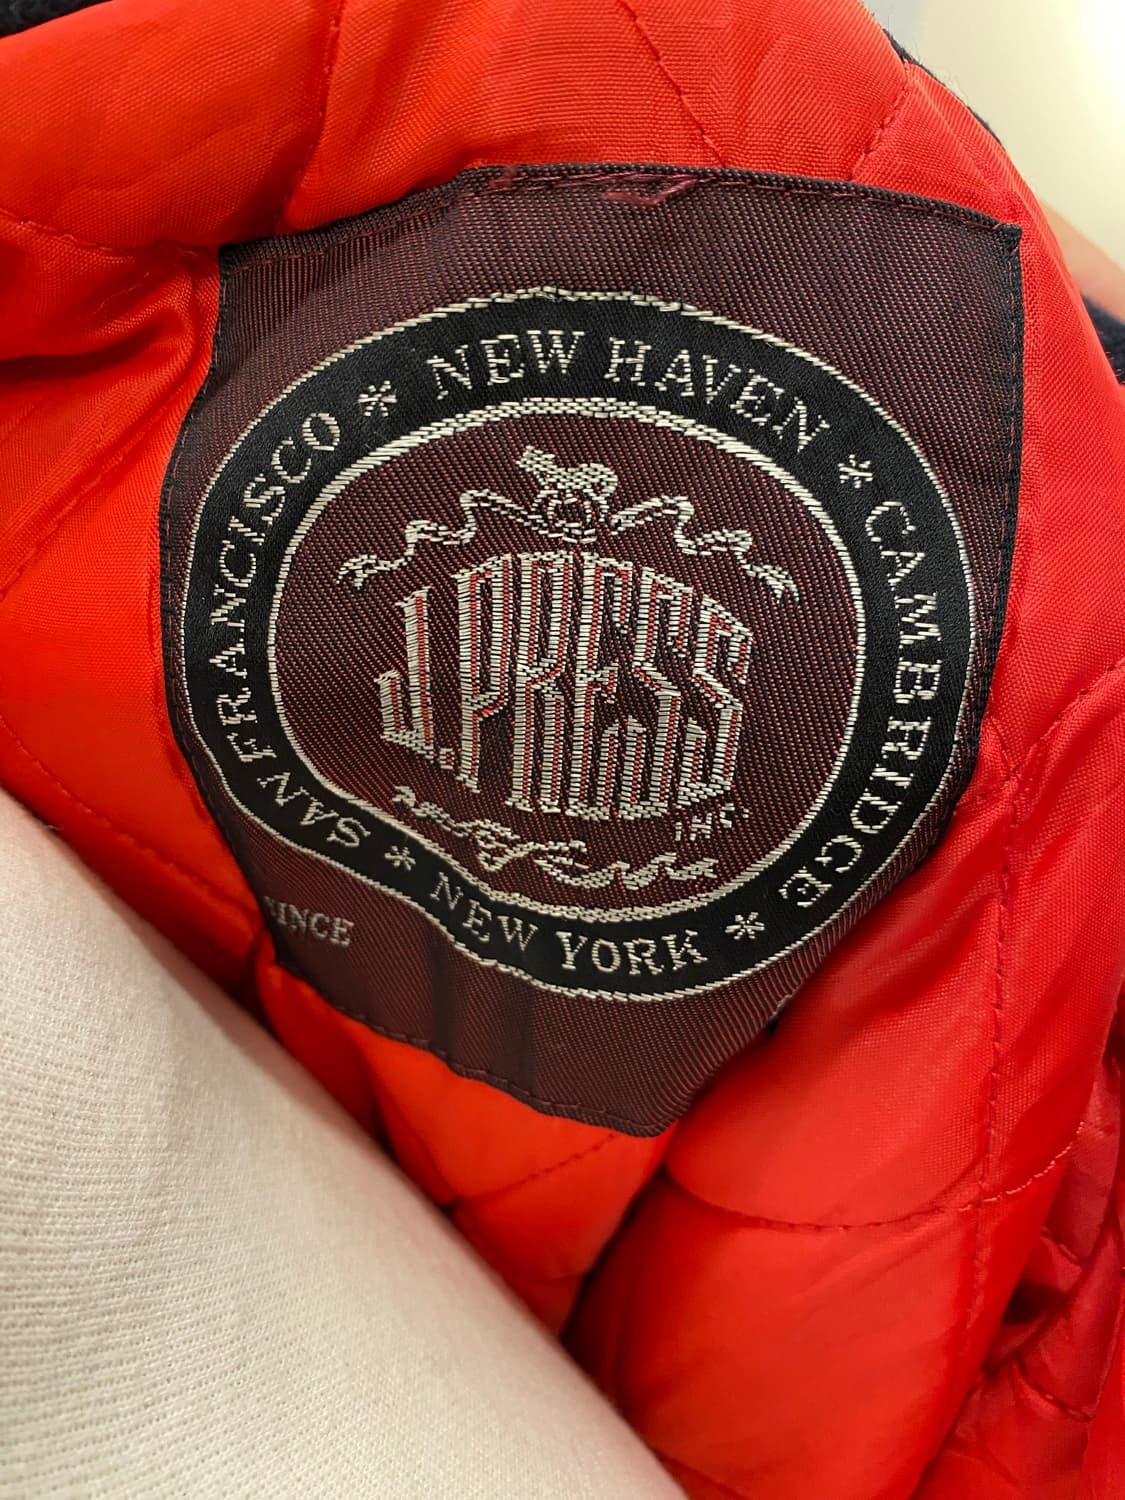 NEW HAVEN * CAMBRIDGE * NEW YORK * SAN FRANCISCO *
J.PRESS
INC.
SINCE